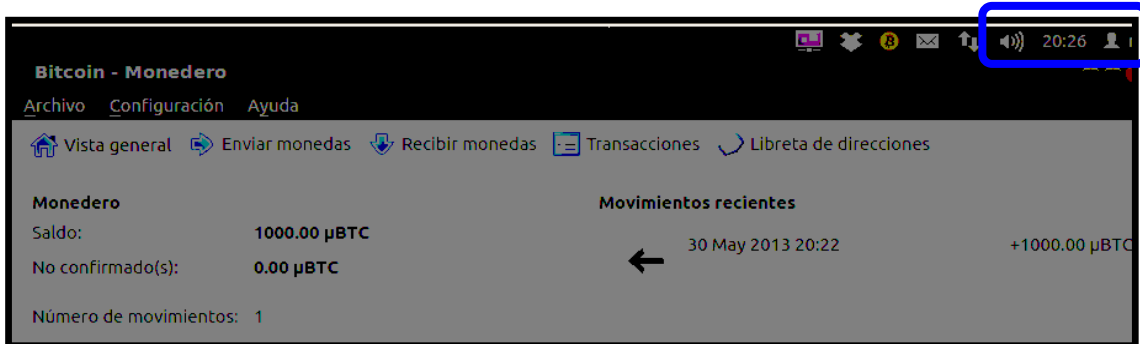 20:26
Bitcoin - Monedero
Archivo Configuración Ayuda
Vista general Enviar monedas Recibir monedas Transacciones Libreta de direcciones
Monedero
Saldo: 1000.00 µBTC
No confirmado(s): 0.00 µBTC
Número de movimientos: 1
Movimientos recientes
30 May 2013 20:22 +1000.00 µBTC